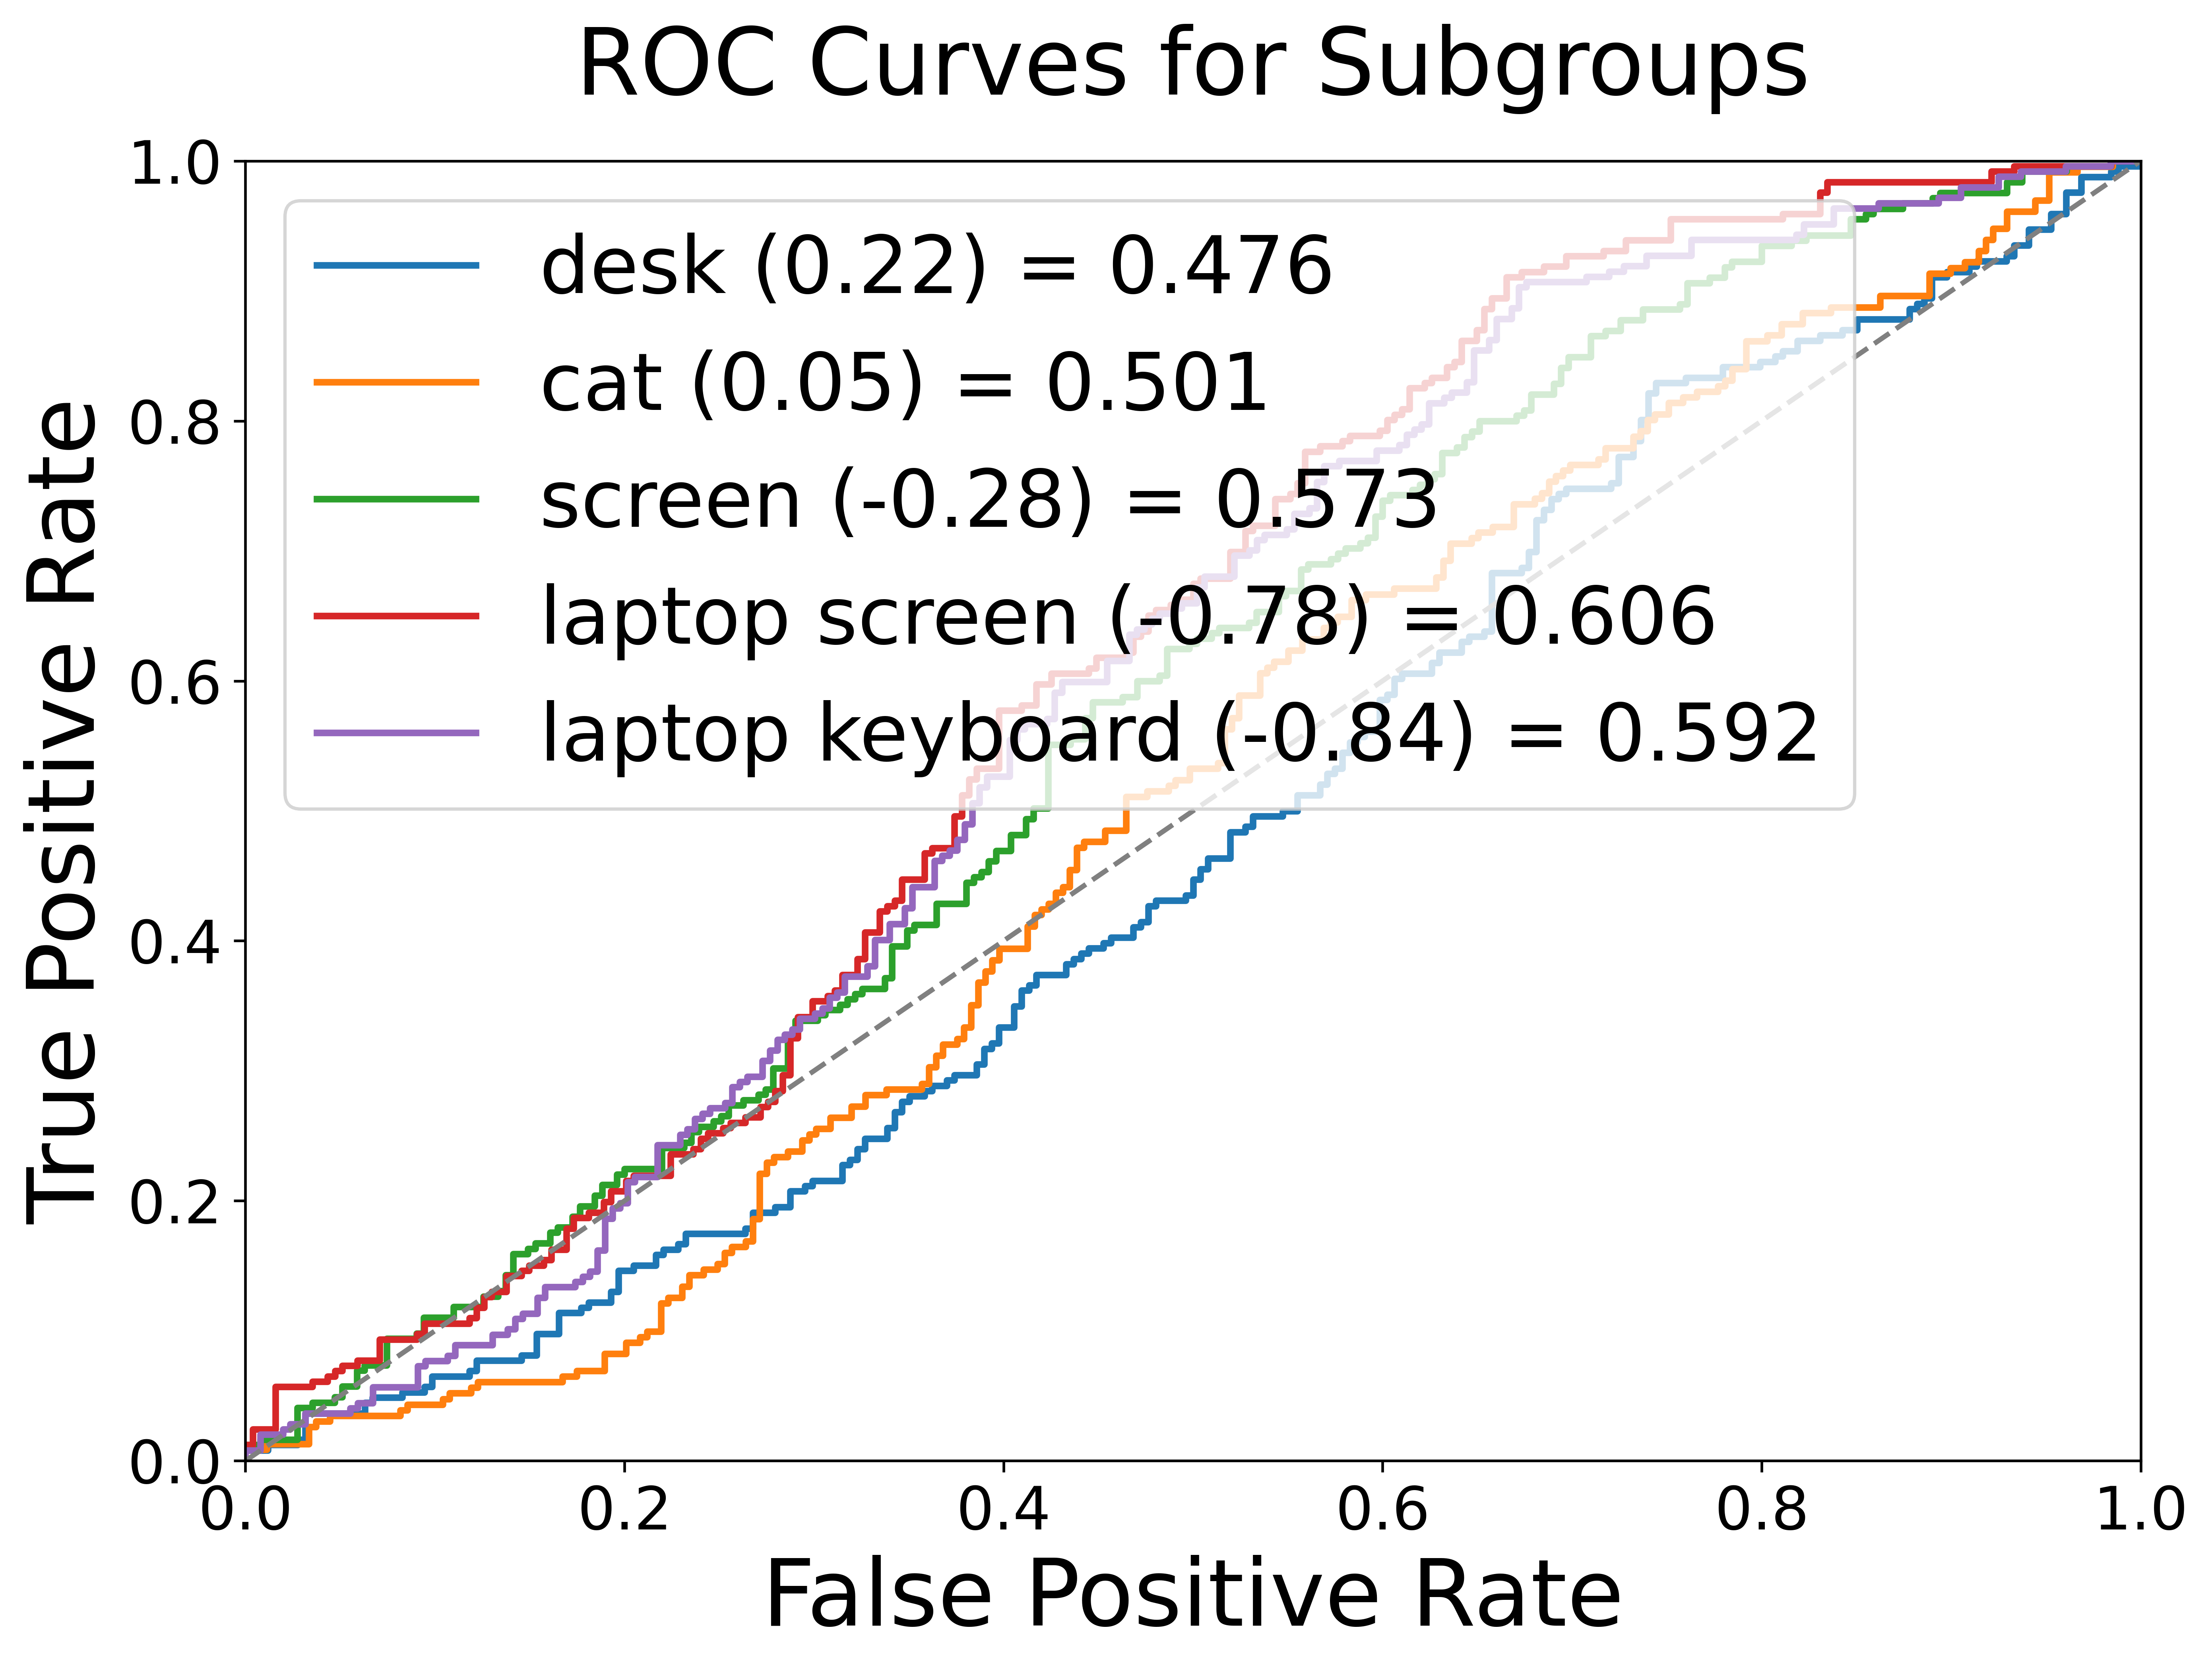 ROC Curves for Subgroups
True Positive Rate
1.0
0.8
0.6
0.4
0.2
0.0
desk (0.22) = 0.476
cat (0.05) = 0.501
screen (-0.28) = 0.573
laptop screen (-0.78) = 0.606
laptop keyboard (-0.84) = 0.592
0.0 0.2 0.4 0.6 0.8 1.0
False Positive Rate